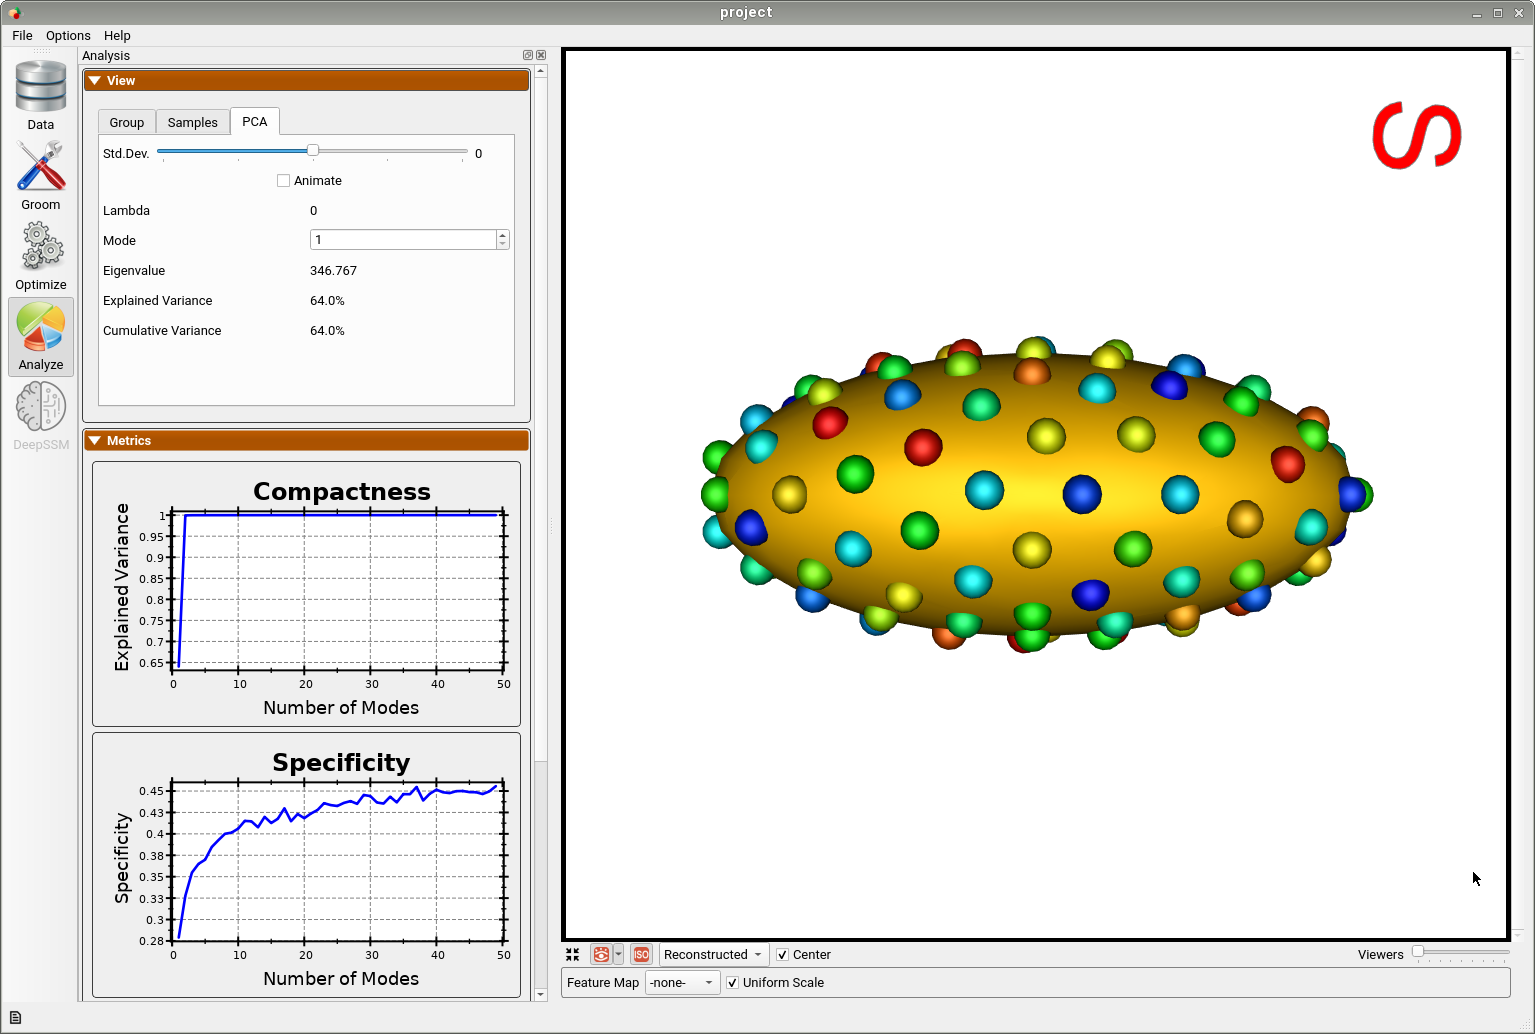 project
File Options Help
Analysis
Data
Groom
Optimize
Analyze
DeepSSM
View
Group Samples PCA
Std.Dev. 0
Animate
Lambda 0
Mode 1
Eigenvalue 346.767
Explained Variance 64.0%
Cumulative Variance 64.0%
Metrics
Compactness
Explained Variance
1
0.95
0.9
0.85
0.8
0.75
0.7
0.65
0 10 20 30 40 50
Number of Modes
Specificity
Specificity
0.45
0.43
0.4
0.38
0.35
0.33
0.3
0.28
0 10 20 30 40 50
Number of Modes
S
ISO Reconstructed Center Viewers
Feature Map -none- Uniform Scale